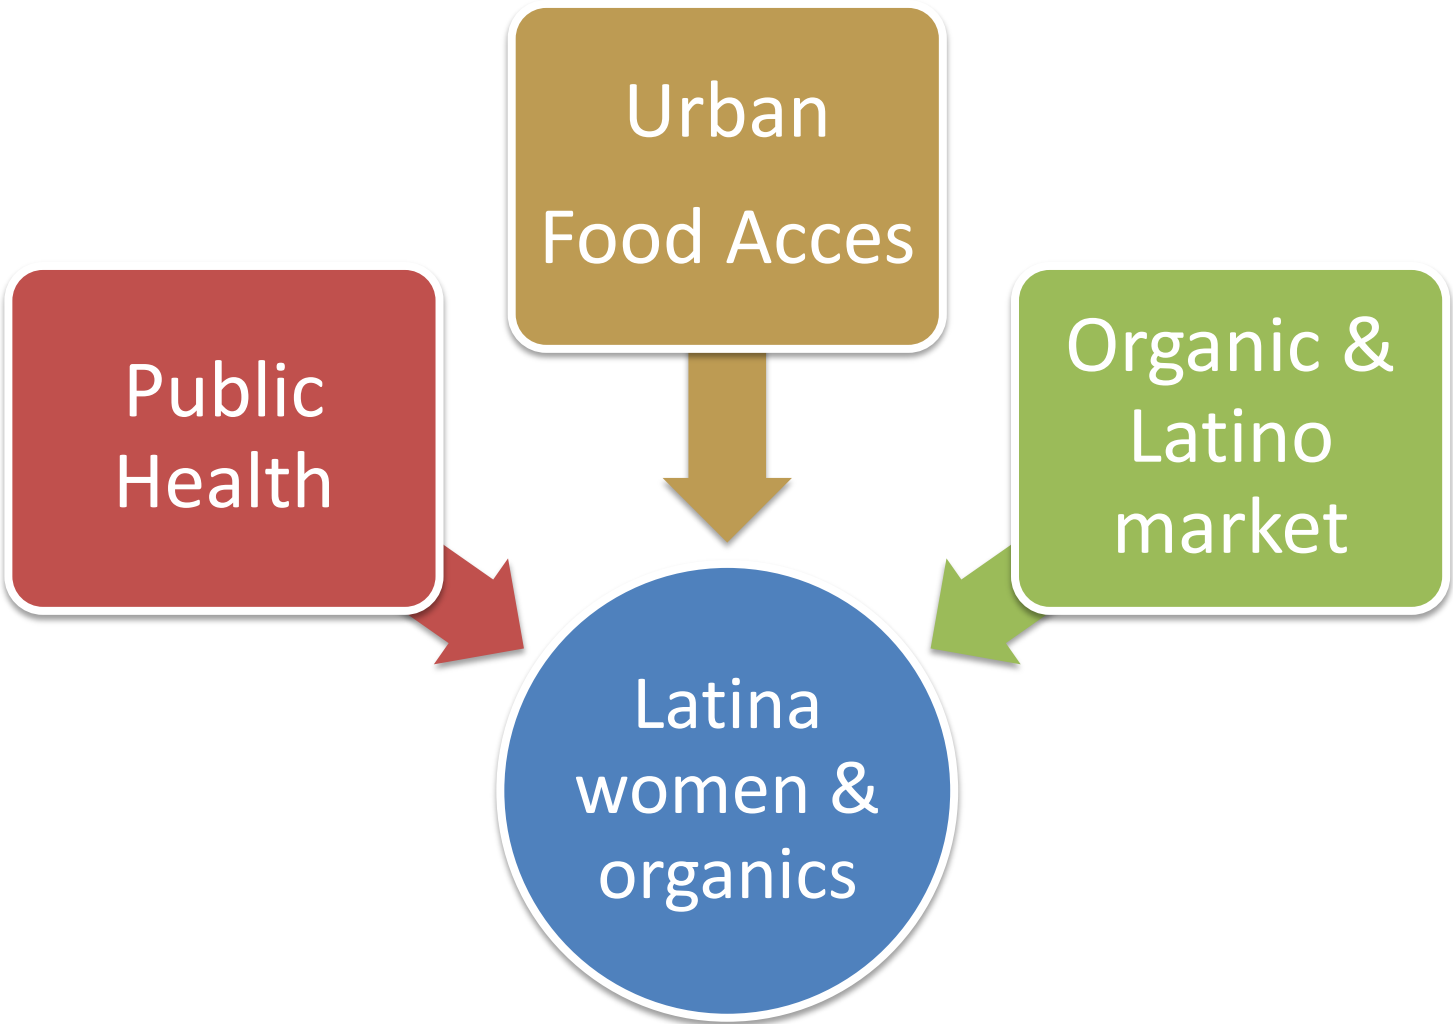 Urban
Food Acces
Public
Health
Organic &
Latino
market
Latina
women &
organics